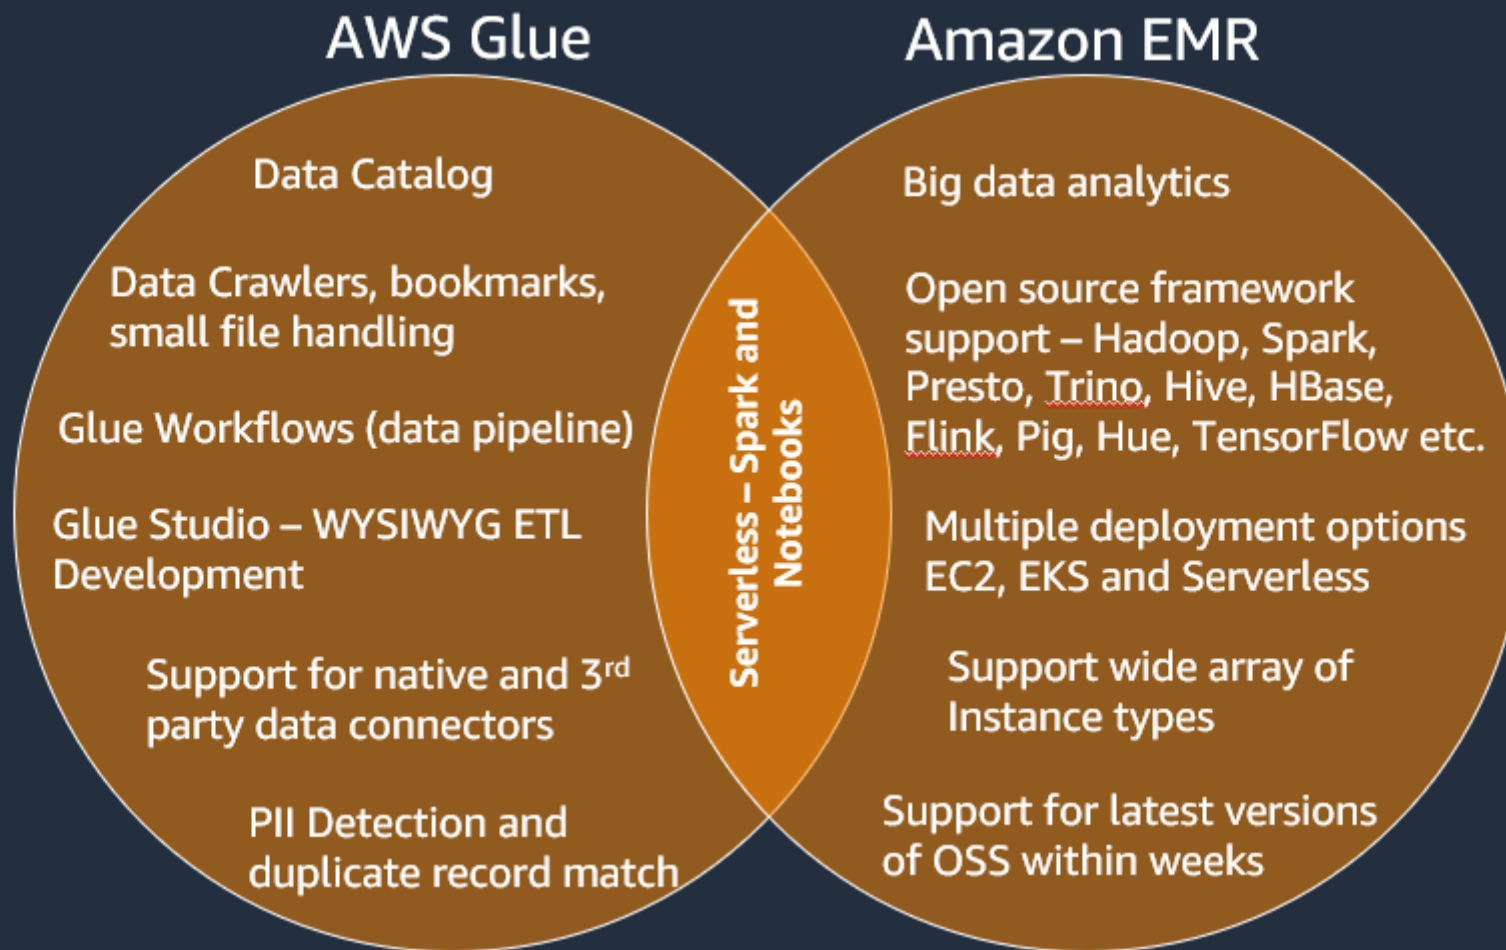 AWS Glue
Amazon EMR
Data Catalog
Data Crawlers, bookmarks,
small file handling
Glue Workflows (data pipeline)
Glue Studio – WYSIWYG ETL
Development
Support for native and 3rd
party data connectors
PII Detection and
duplicate record match
Serverless – Spark and
Notebooks
Big data analytics
Open source framework
support – Hadoop, Spark,
Presto, Trino, Hive, HBase,
Flink, Pig, Hue, TensorFlow etc.
Multiple deployment options
EC2, EKS and Serverless
Support wide array of
Instance types
Support for latest versions
of OSS within weeks